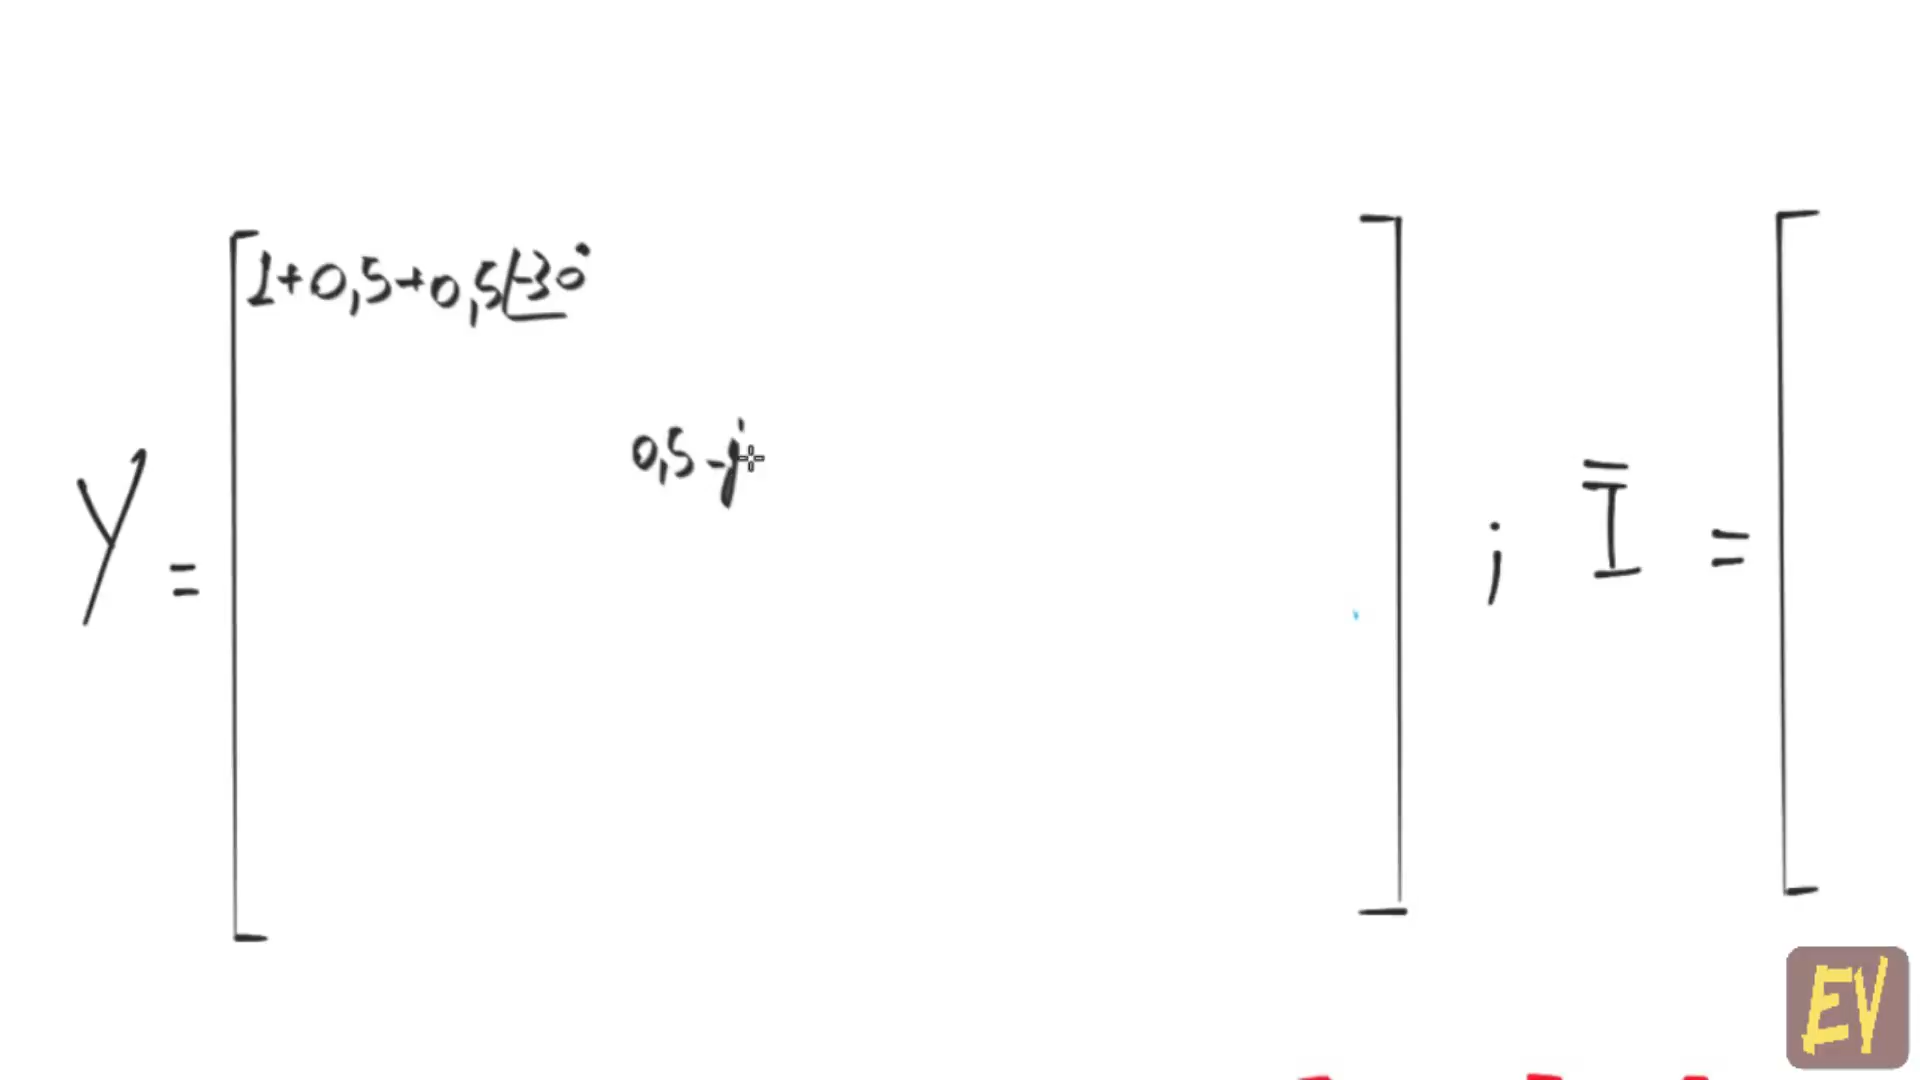 1+0,5+0,5∠-30°
0,5-j
Y = ; I =
EV